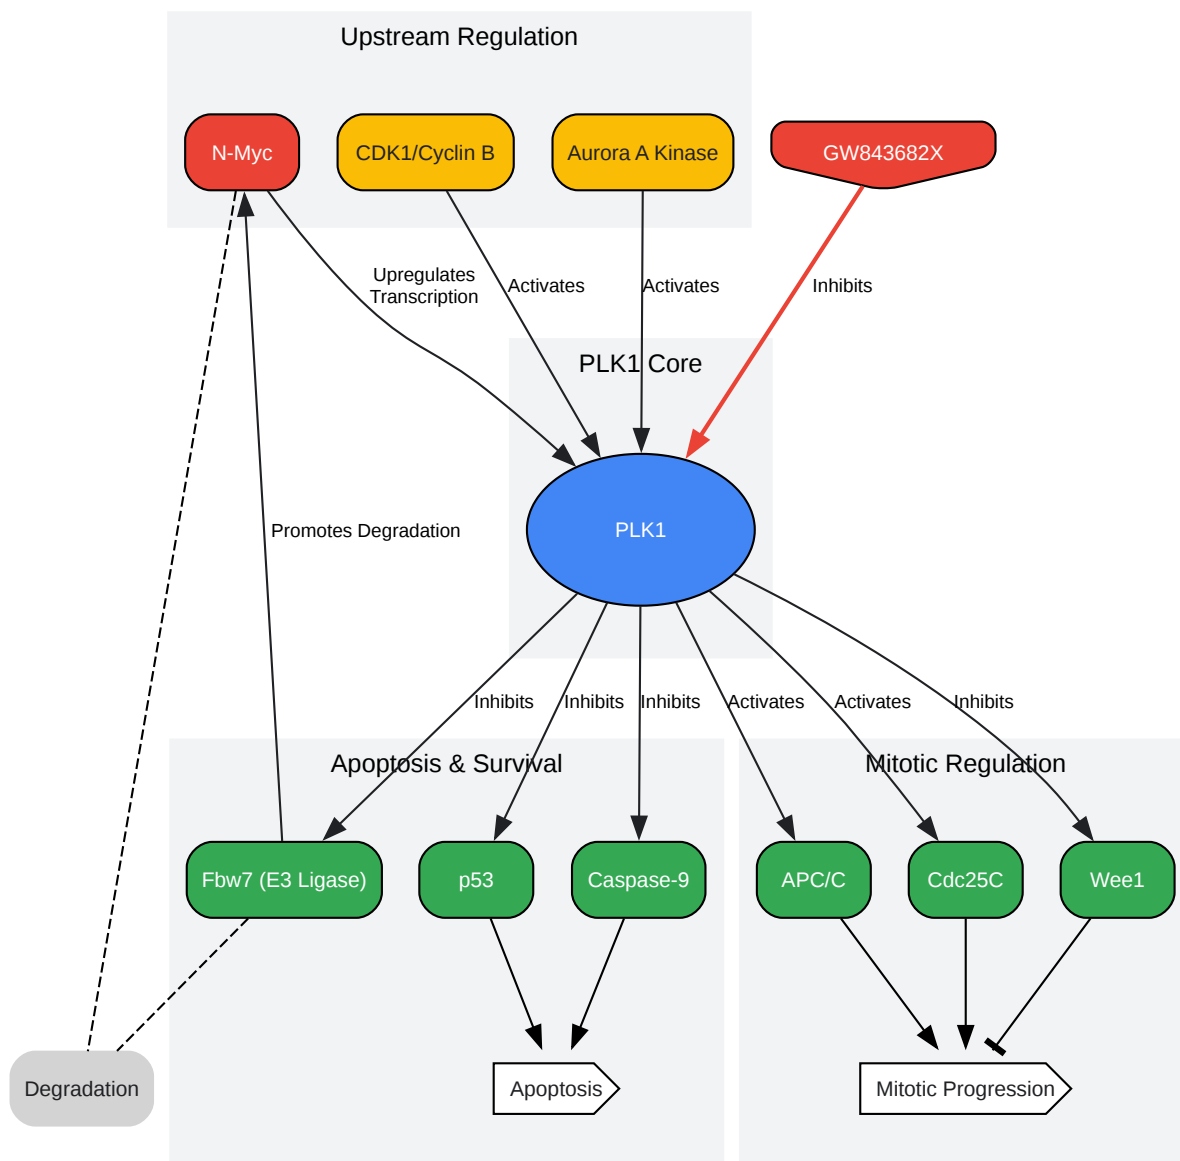 Upstream Regulation
N-Myc
CDK1/Cyclin B
Aurora A Kinase
GW843682X
Upregulates
Transcription
Activates
Activates
Inhibits
PLK1 Core
PLK1
Promotes Degradation
Inhibits
Inhibits
Inhibits
Activates
Activates
Inhibits
Apoptosis & Survival
Mitotic Regulation
Fbw7 (E3 Ligase)
p53
Caspase-9
APC/C
Cdc25C
Wee1
Degradation
Apoptosis
Mitotic Progression